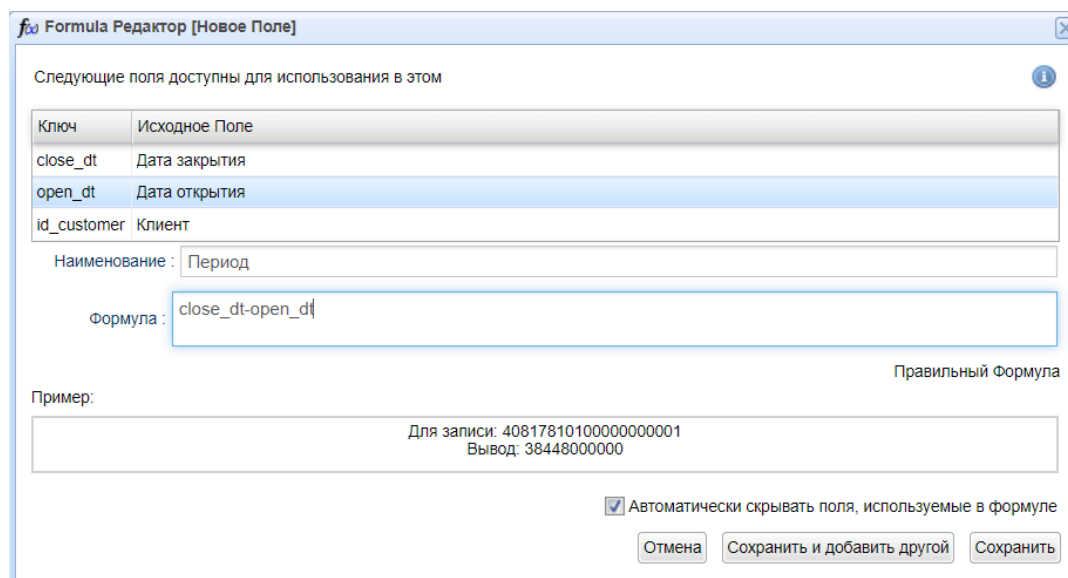 f(x) Formula Редактор [Новое Поле]
Следующие поля доступны для использования в этом
Ключ Исходное Поле
close_dt Дата закрытия
open_dt Дата открытия
id_customer Клиент
Наименование : Период
Формула : close_dt-open_dt
Правильный Формула
Пример:
Для записи: 40817810100000000001
Вывод: 38448000000
Автоматически скрывать поля, используемые в формуле
Отмена Сохранить и добавить другой Сохранить